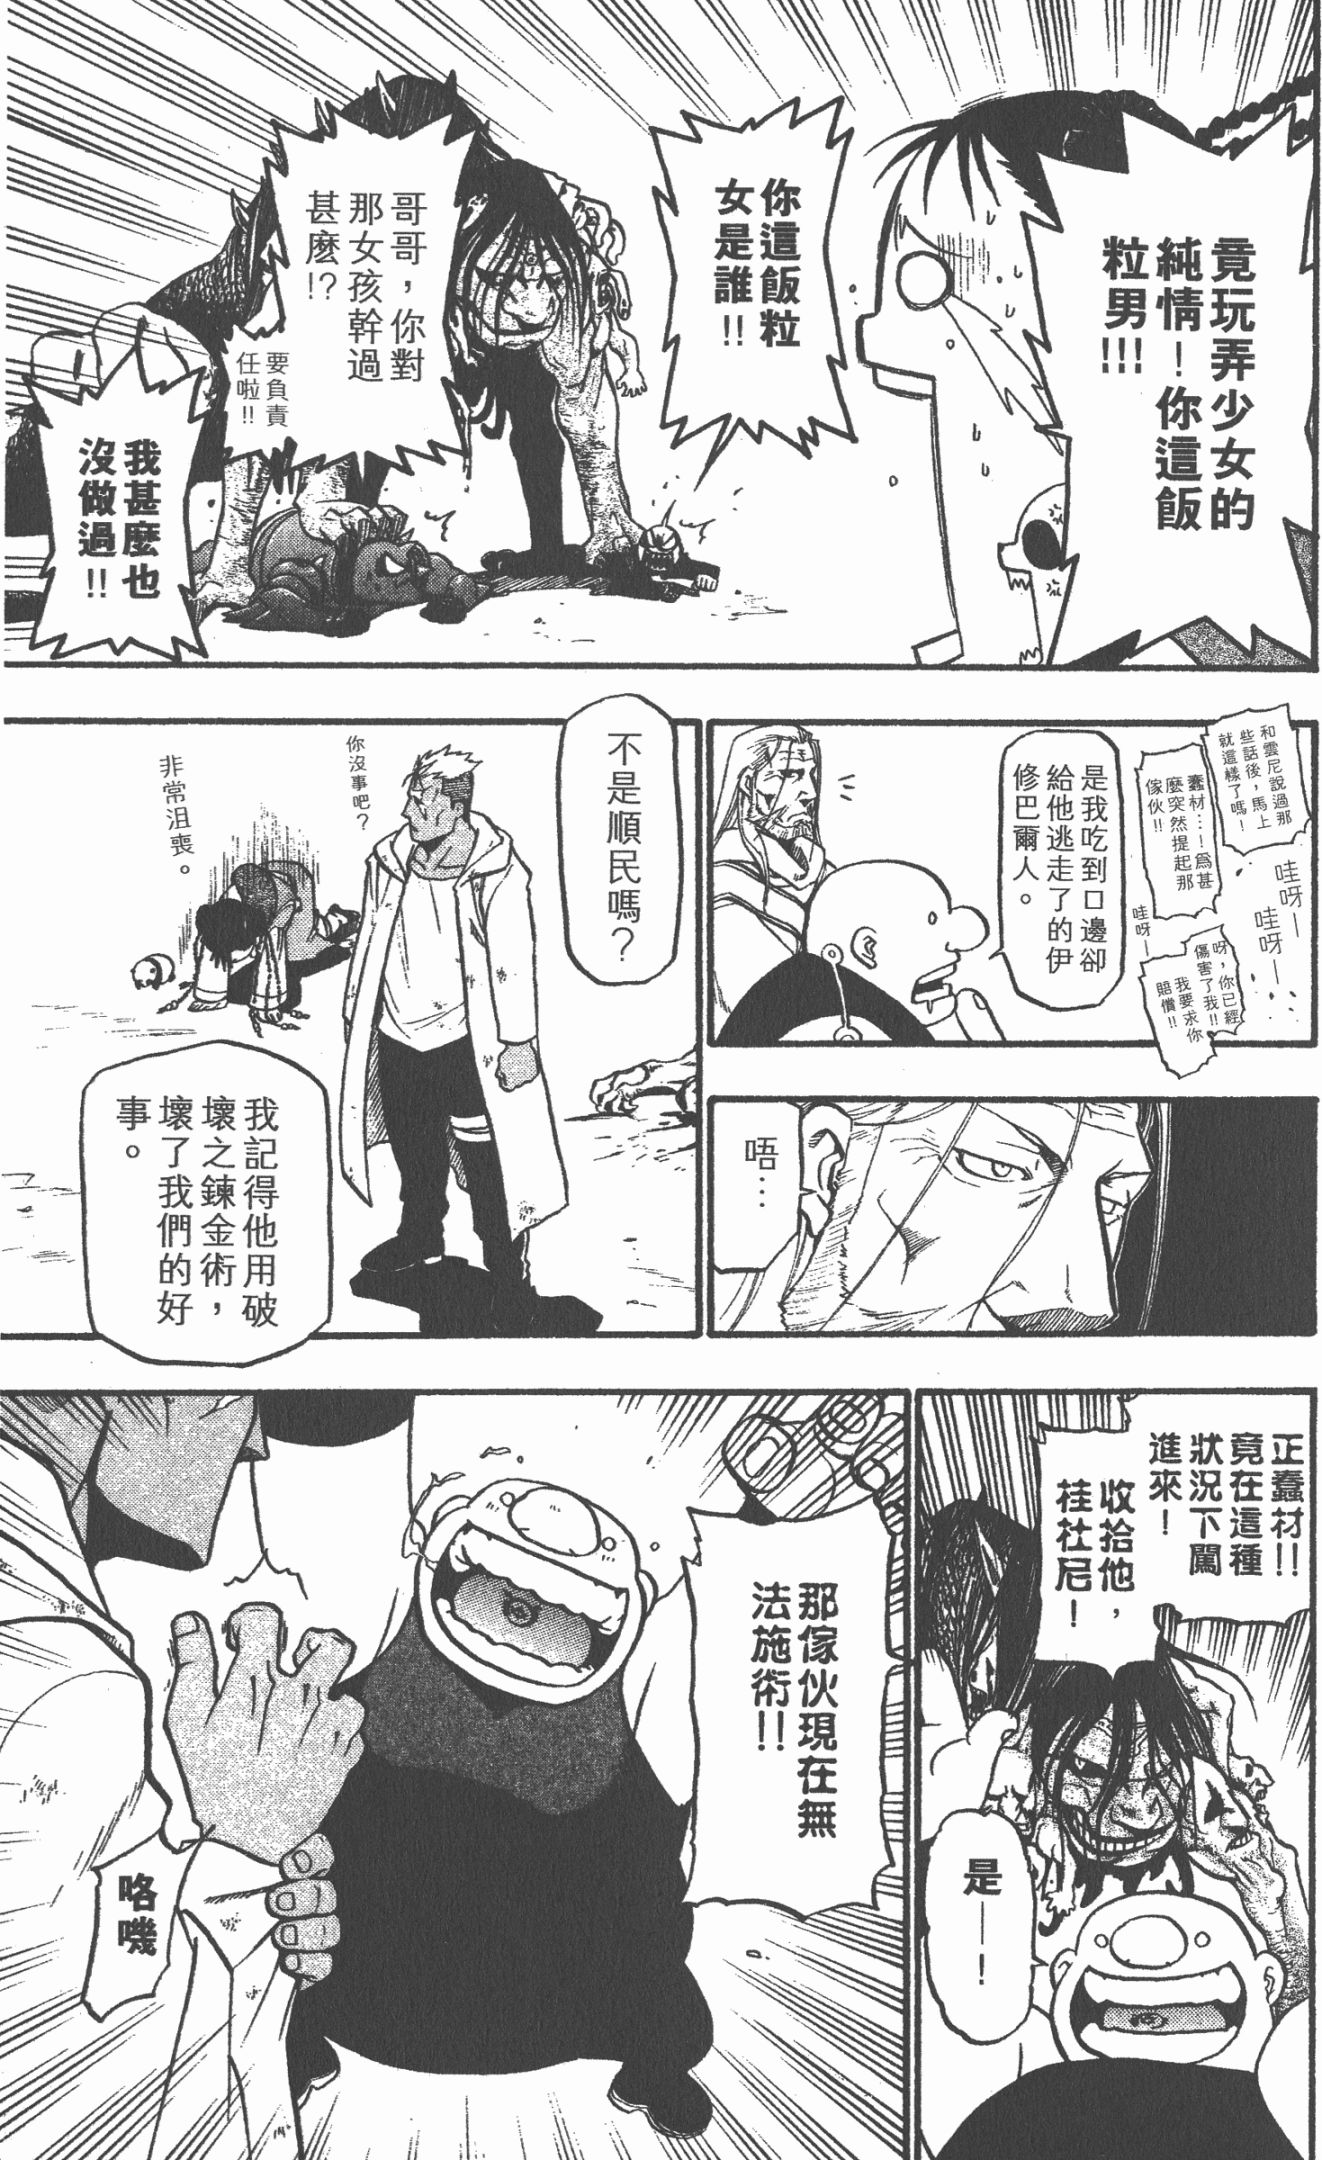 竟玩弄少女的
純情！你這飯
粒男!!!
你這飯粒
女是誰!!
哥哥，你對
那女孩幹過
甚麼!?
要負責
任啦!!
我甚麼也
沒做過!!
和雲尼說過那
些話後，馬上
就這樣了嗎！
蠢材…！為甚
麼突然提起那
傢伙!!
哇呀—
哇呀—
哇呀—
呀，你已經
傷害了我!!
我要求你
賠償!!
是我吃到口邊卻
給他逃走了的伊
修巴爾人。
唔…
不是順民嗎？
你沒事吧？
非常沮喪。
我記得他用破
壞之鍊金術，
壞了我們的好
事。
正蠢材!!
竟在這種
狀況下闖
進來！
收拾他，
桂杜尼！
是——！
那傢伙現在無
法施術!!
咯嘰